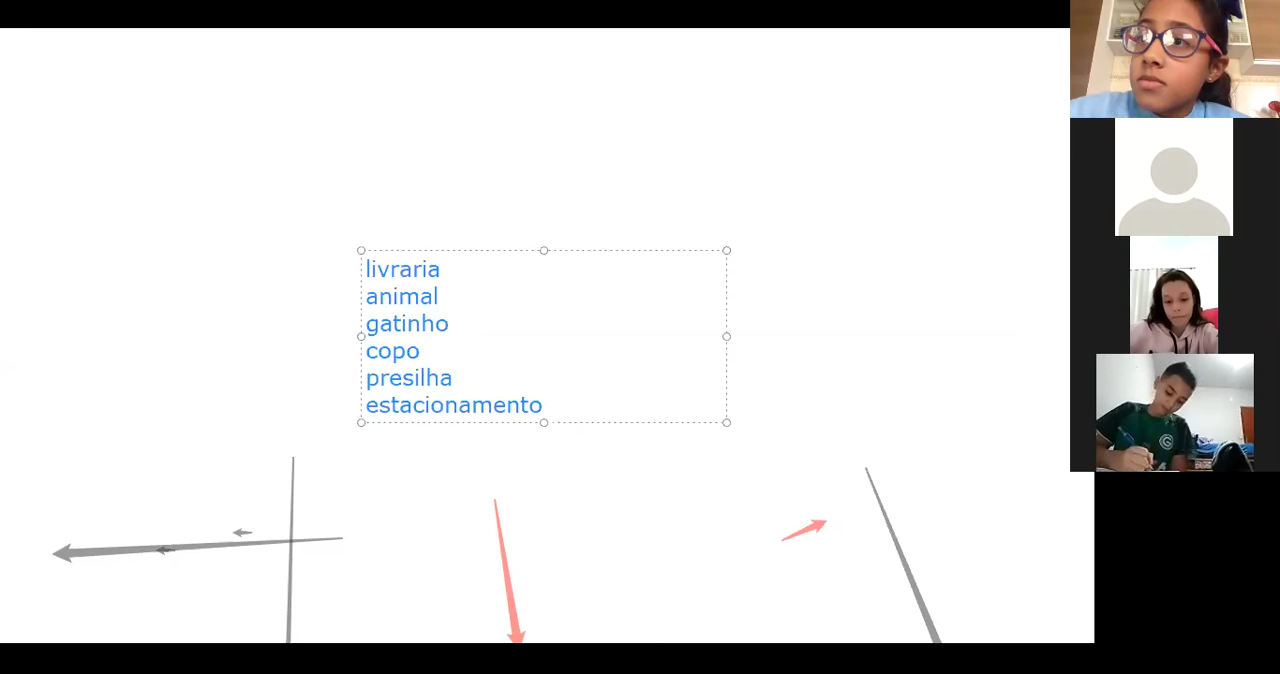 livraria
animal
gatinho
copo
presilha
estacionamento